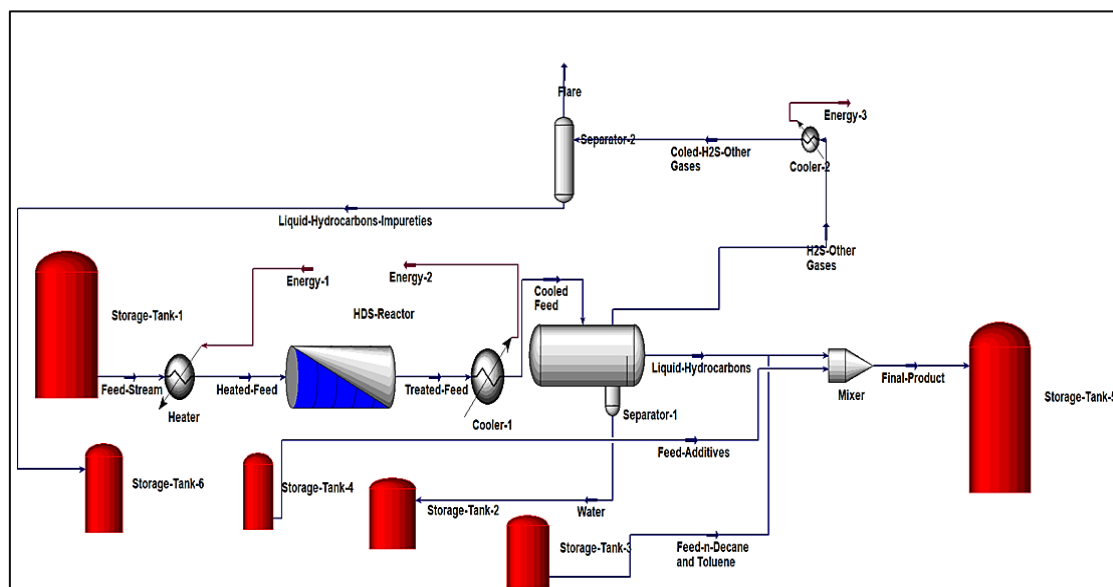 Flare
Separator-2
Energy-3
Coled-H2S-Other
Gases
Cooler-2
Liquid-Hydrocarbons-Impureties
H2S-Other
Gases
Energy-1
Energy-2
Cooled
Feed
Storage-Tank-1
HDS-Reactor
Liquid-Hydrocarbons
Final-Product
Mixer
Feed-Stream
Heated-Feed
Treated-Feed
Heater
Cooler-1
Separator-1
Storage-Tank-5
Feed-Additives
Storage-Tank-6
Storage-Tank-4
Storage-Tank-2
Water
Storage-Tank-3
Feed-n-Decane
and Toluene